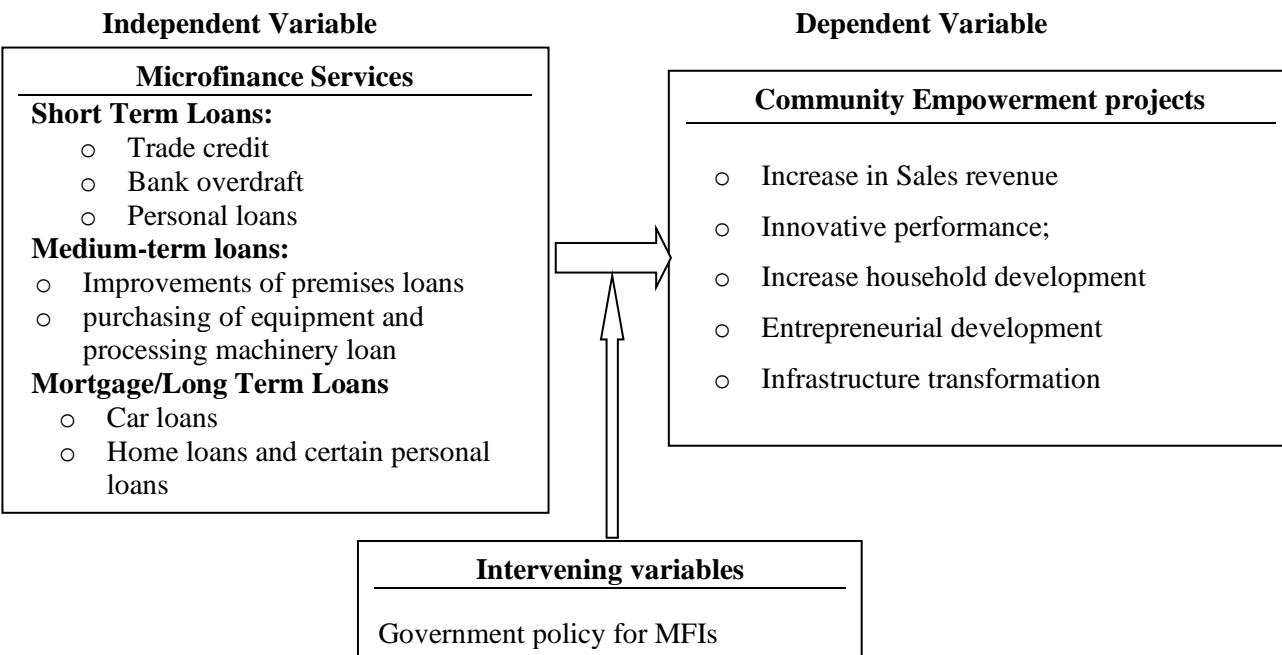 Independent Variable
Dependent Variable
Microfinance Services
Short Term Loans:
o Trade credit
o Bank overdraft
o Personal loans
Medium-term loans:
o Improvements of premises loans
o purchasing of equipment and
processing machinery loan
Mortgage/Long Term Loans
o Car loans
o Home loans and certain personal
loans
Community Empowerment projects
o Increase in Sales revenue
o Innovative performance;
o Increase household development
o Entrepreneurial development
o Infrastructure transformation
Intervening variables
Government policy for MFIs